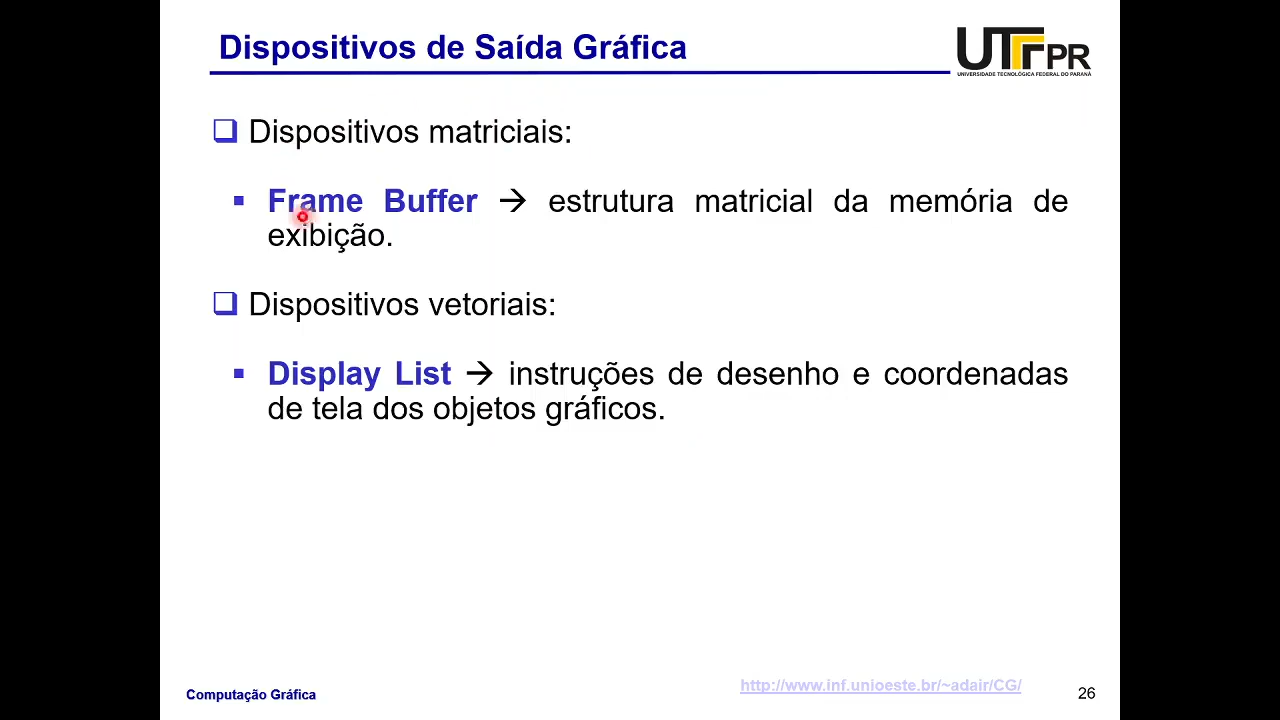 Dispositivos de Saída Gráfica
UTFPR
UNIVERSIDADE TECNOLÓGICA FEDERAL DO PARANÁ
Dispositivos matriciais:
Frame Buffer → estrutura matricial da memória de
exibição.
Dispositivos vetoriais:
Display List → instruções de desenho e coordenadas
de tela dos objetos gráficos.
Computação Gráfica
http://www.inf.unioeste.br/~adair/CG/
26